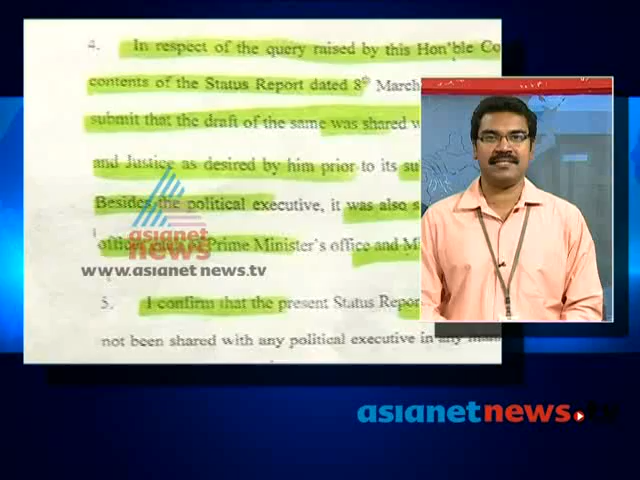 4. In respect of the query raised by this Hon'ble Co
contents of the Status Report dated 8th March
submit that the draft of the same was shared w
and Justice as desired by him prior to its su
Besides the political executive, it was also s
of Prime Minister's office and M
asianet
news
www.asianetnews.tv
5. I confirm that the present Status Repor
not been shared with any political executive in any
asianetnews.tv